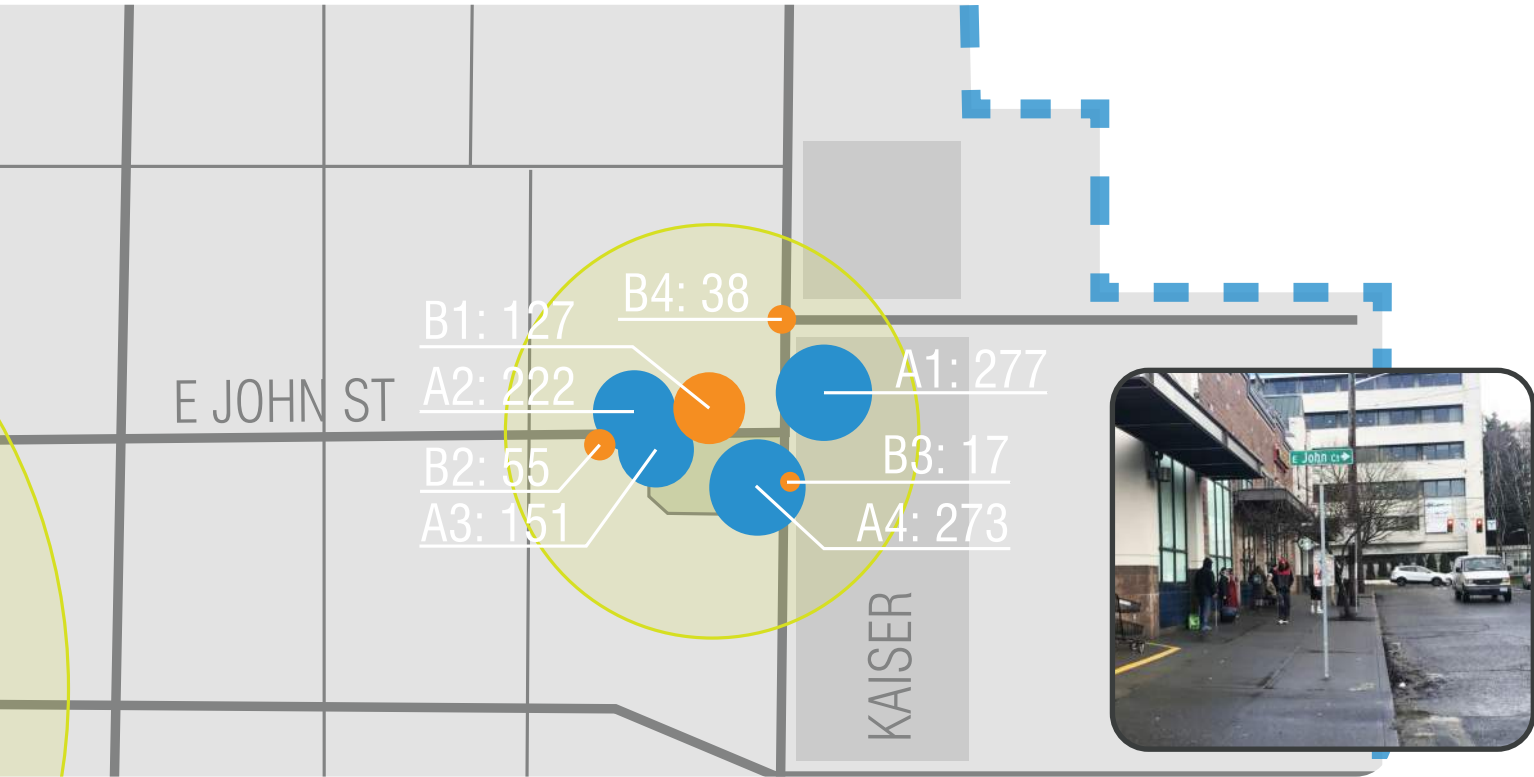 B4: 38
B1: 127
A1: 277
A2: 222
E JOHN ST
B2: 55
B3: 17
A3: 151
A4: 273
KAISER
E John Ct